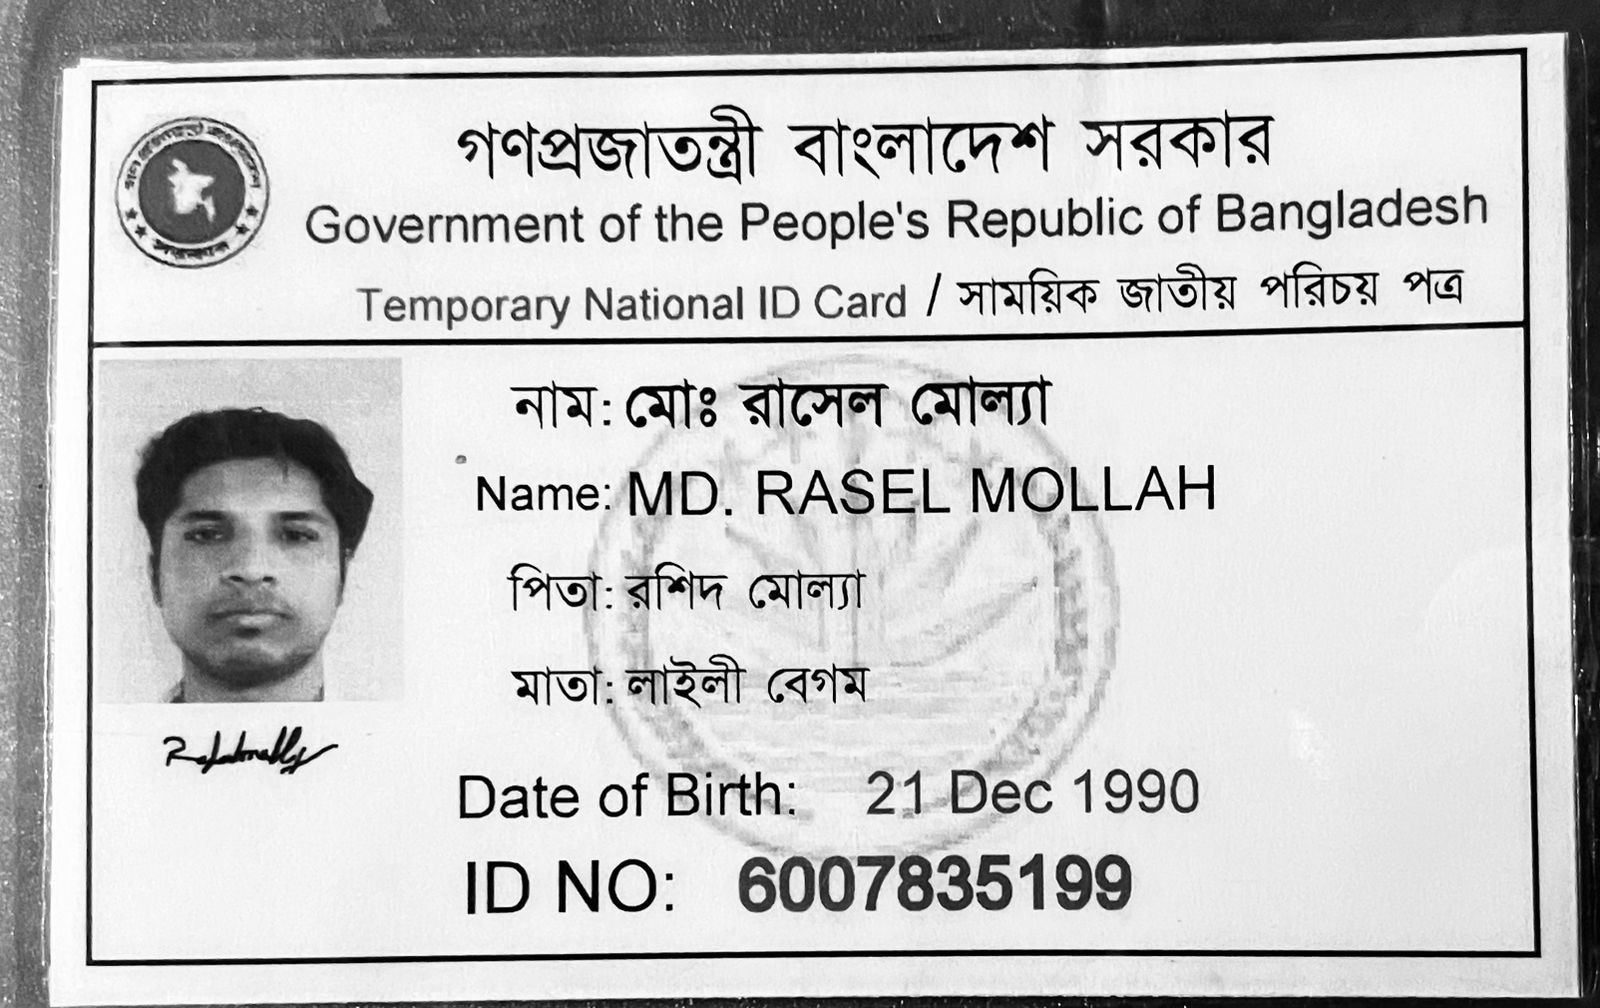 গণপ্রজাতন্ত্রী বাংলাদেশ সরকার
Government of the People's Republic of Bangladesh
Temporary National ID Card / সাময়িক জাতীয় পরিচয় পত্র
নাম: মোঃ রাসেল মোল্যা
Name: MD. RASEL MOLLAH
পিতা: রশিদ মোল্যা
মাতা: লাইলী বেগম
Date of Birth: 21 Dec 1990
ID NO: 6007835199